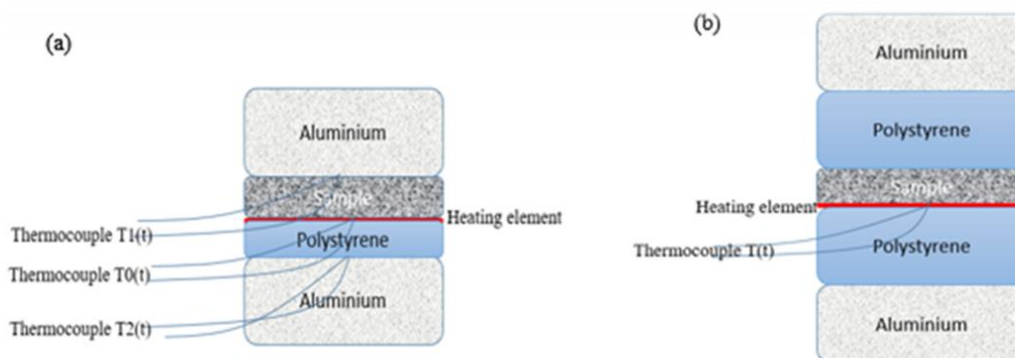 (a)
Aluminium
Sample
Heating element
Thermocouple T1(t)
Polystyrene
Thermocouple T0(t)
Aluminium
Thermocouple T2(t)
(b)
Aluminium
Polystyrene
Sample
Heating element
Thermocouple T(t)
Polystyrene
Aluminium